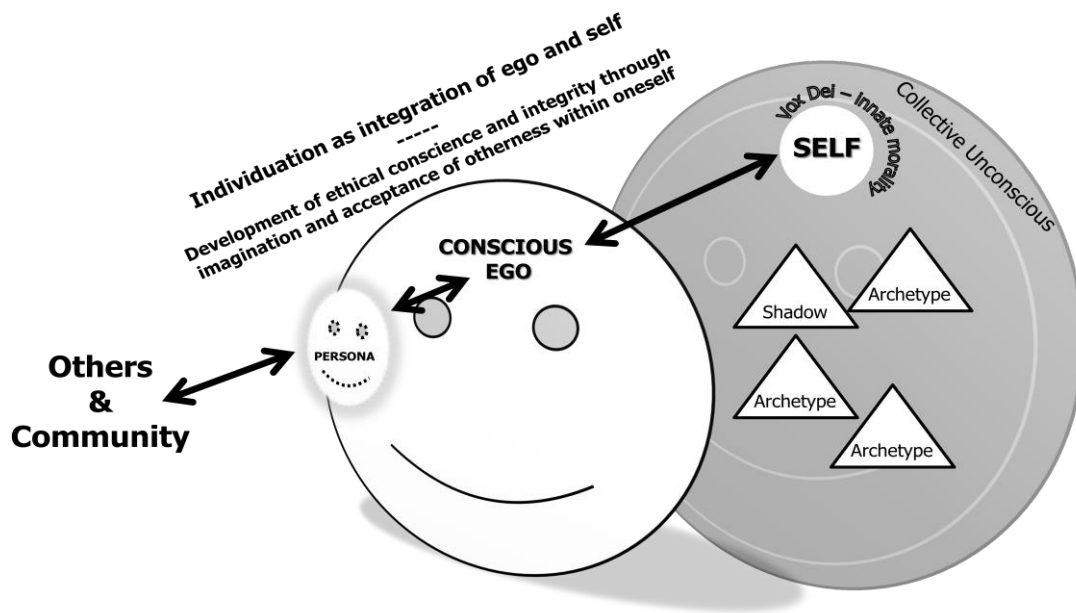 Individuation as integration of ego and self
-----
Development of ethical conscience and integrity through
imagination and acceptance of otherness within oneself
Collective Unconscious
Vox Dei – innate morality
SELF
CONSCIOUS
EGO
PERSONA
Others
&
Community
Shadow
Archetype
Archetype
Archetype